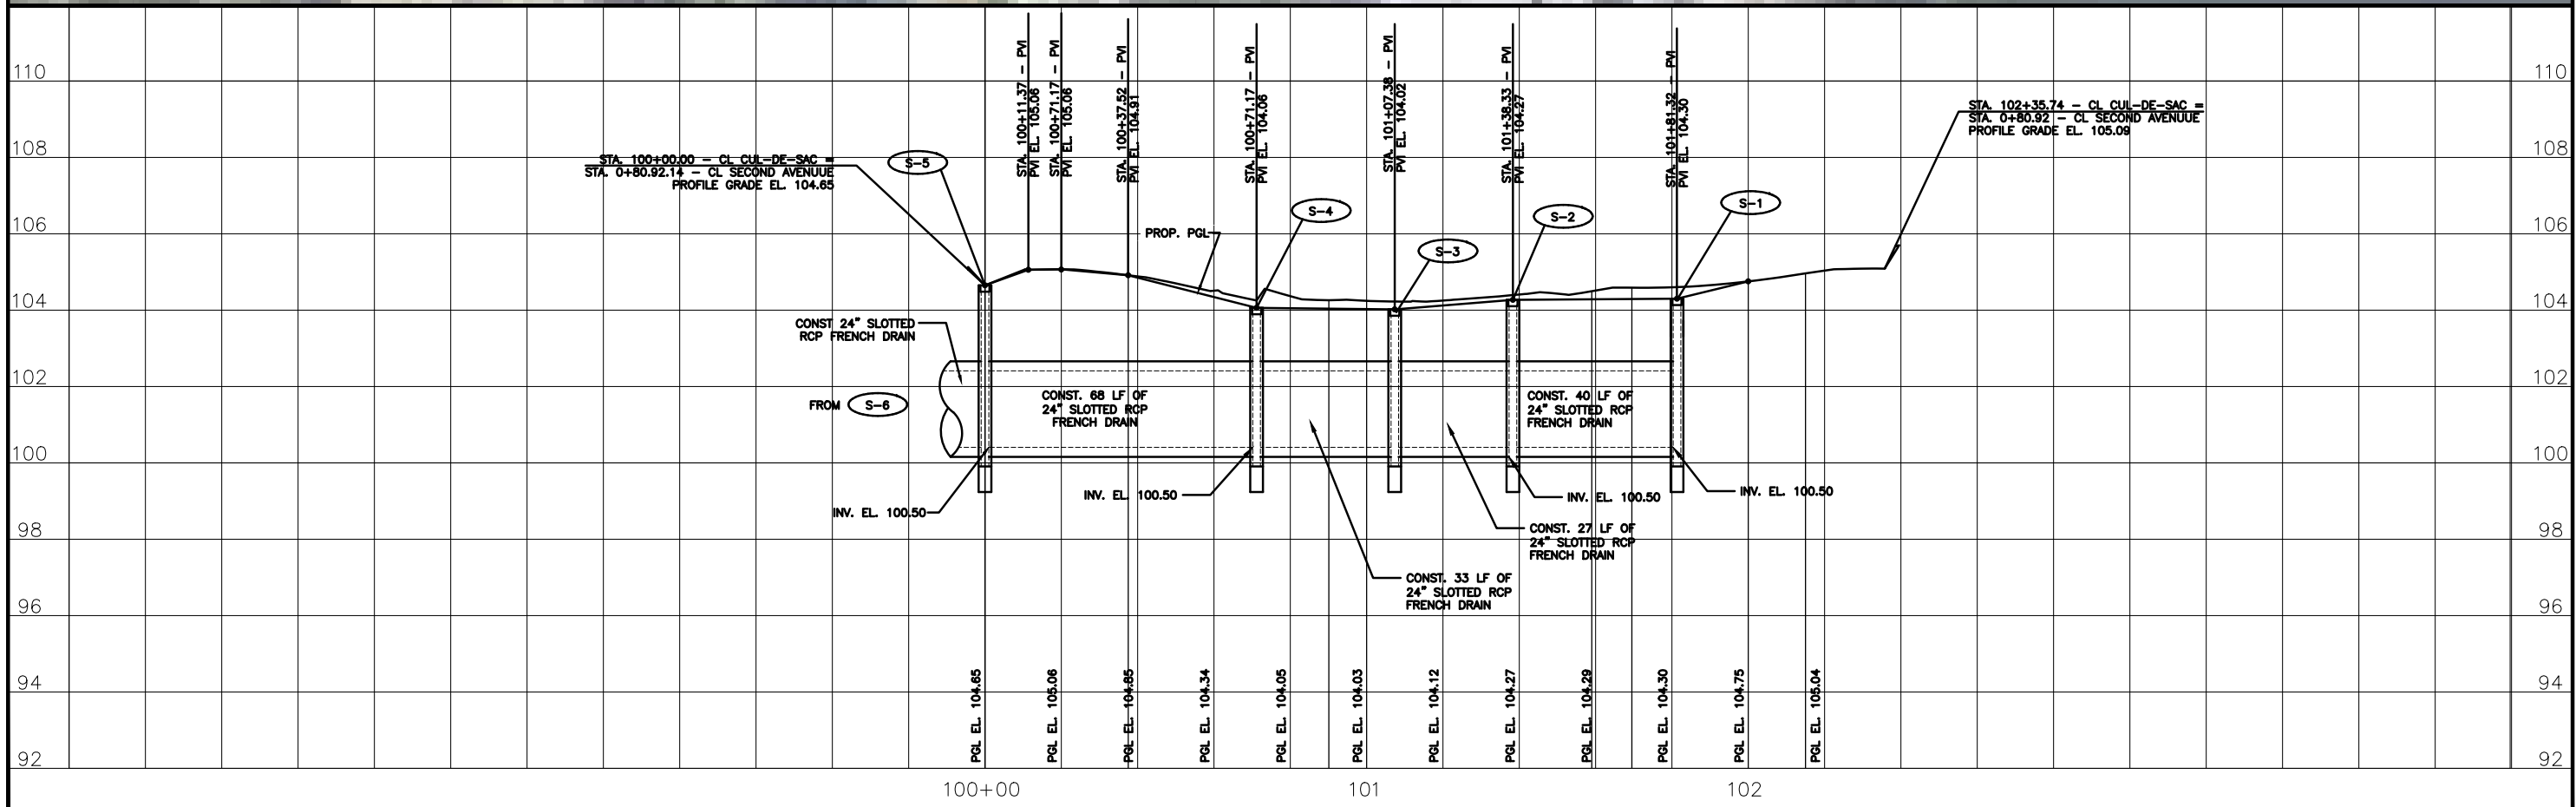 110
108
106
104
102
100
98
96
94
92
110
108
106
104
102
100
98
96
94
92
STA. 100+00.00 - CL CUL-DE-SAC =
STA. 0+80.92.14 - CL SECOND AVENUUE
PROFILE GRADE EL. 104.65
S-5
STA. 100+11.37 - PVI
PVI EL. 105.06
STA. 100+71.17 - PVI
PVI EL. 105.06
STA. 100+37.52 - PVI
PVI EL. 104.91
STA. 100+71.17 - PVI
PVI EL. 104.06
STA. 101+07.38 - PVI
PVI EL. 104.02
STA. 101+38.33 - PVI
PVI EL. 104.27
STA. 101+81.32 - PVI
PVI EL. 104.30
STA. 102+35.74 - CL CUL-DE-SAC =
STA. 0+80.92 - CL SECOND AVENUUE
PROFILE GRADE EL. 105.09
PROP. PGL
S-4
S-3
S-2
S-1
CONST 24" SLOTTED
RCP FRENCH DRAIN
FROM S-6
CONST. 68 LF OF
24" SLOTTED RCP
FRENCH DRAIN
CONST. 40 LF OF
24" SLOTTED RCP
FRENCH DRAIN
INV. EL. 100.50
INV. EL. 100.50
INV. EL. 100.50
INV. EL. 100.50
CONST. 27 LF OF
24" SLOTTED RCP
FRENCH DRAIN
CONST. 33 LF OF
24" SLOTTED RCP
FRENCH DRAIN
PGL EL. 104.65
PGL EL. 105.06
PGL EL. 104.85
PGL EL. 104.34
PGL EL. 104.05
PGL EL. 104.03
PGL EL. 104.12
PGL EL. 104.27
PGL EL. 104.29
PGL EL. 104.30
PGL EL. 104.75
PGL EL. 105.04
100+00
101
102